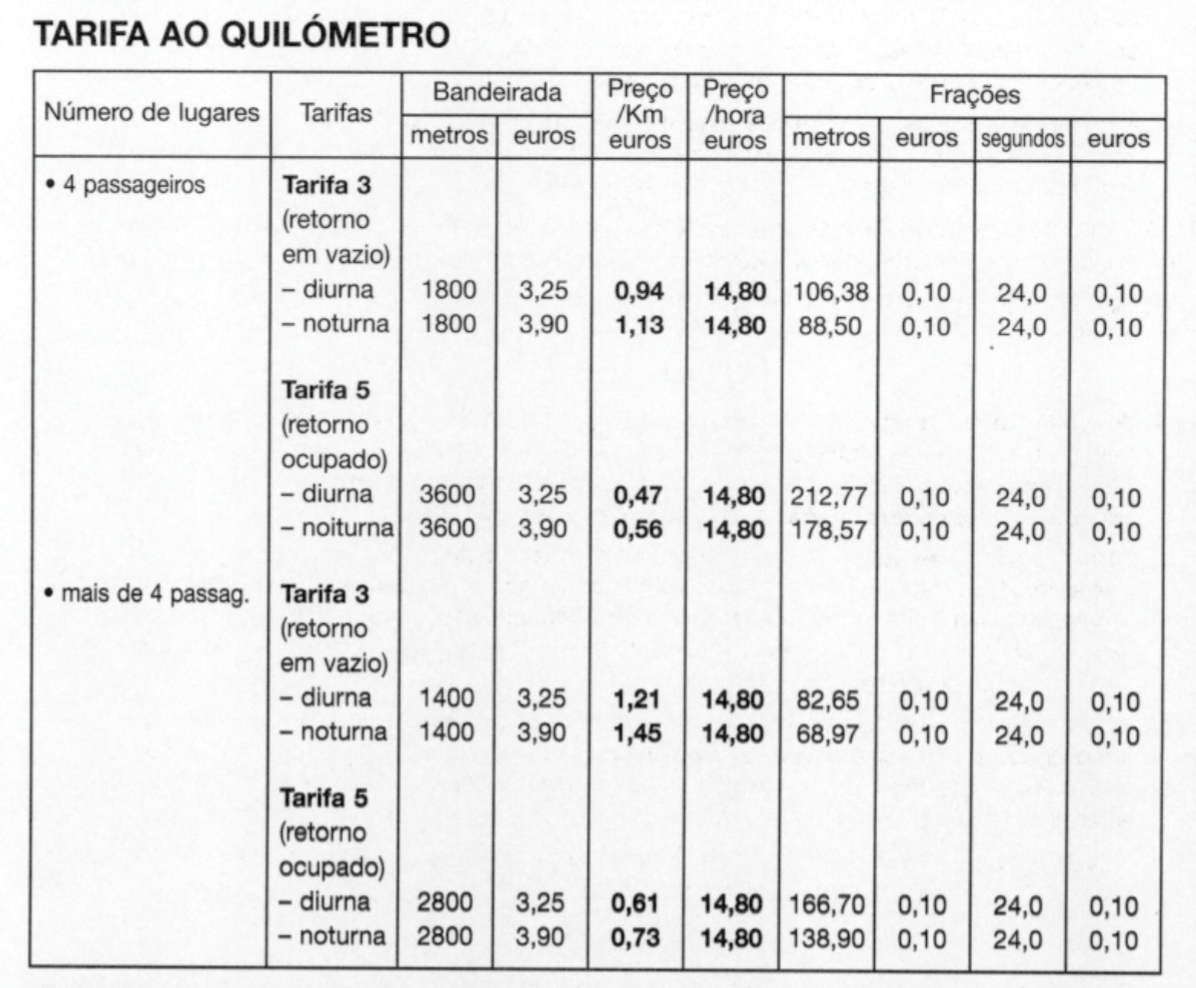 TARIFA AO QUILÓMETRO
Número de lugares Tarifas Bandeirada Preço /Km euros Preço /hora euros Frações
metros euros metros euros segundos euros
• 4 passageiros Tarifa 3
(retorno
em vazio)
– diurna 1800 3,25 0,94 14,80 106,38 0,10 24,0 0,10
– noturna 1800 3,90 1,13 14,80 88,50 0,10 24,0 0,10
Tarifa 5
(retorno
ocupado)
– diurna 3600 3,25 0,47 14,80 212,77 0,10 24,0 0,10
– noiturna 3600 3,90 0,56 14,80 178,57 0,10 24,0 0,10
• mais de 4 passag. Tarifa 3
(retorno
em vazio)
– diurna 1400 3,25 1,21 14,80 82,65 0,10 24,0 0,10
– noturna 1400 3,90 1,45 14,80 68,97 0,10 24,0 0,10
Tarifa 5
(retorno
ocupado)
– diurna 2800 3,25 0,61 14,80 166,70 0,10 24,0 0,10
– noturna 2800 3,90 0,73 14,80 138,90 0,10 24,0 0,10